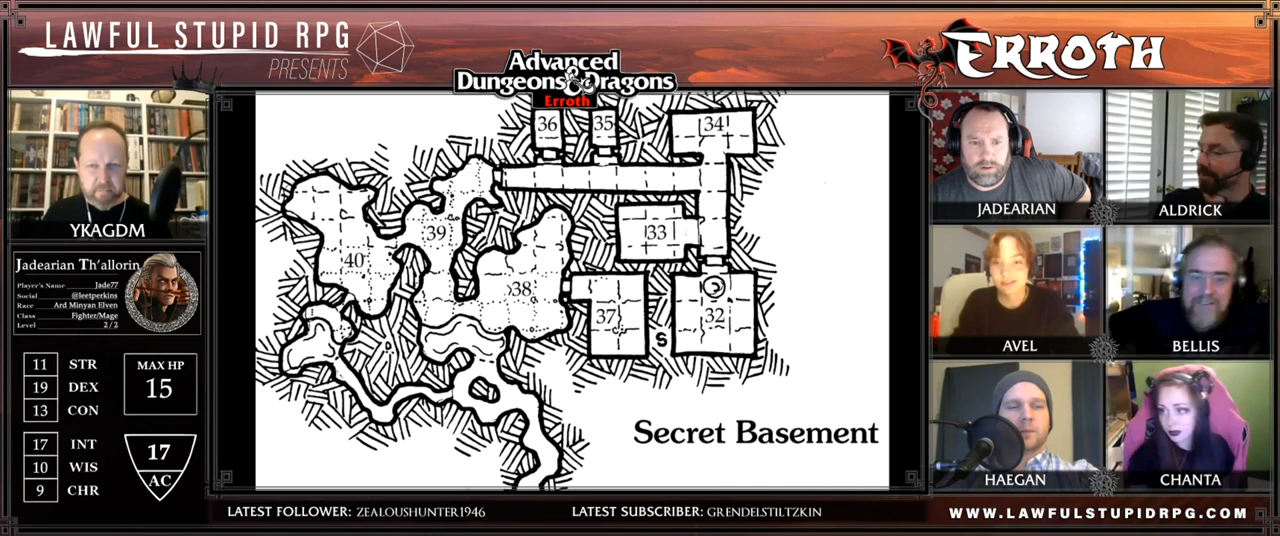 LAWFUL STUPID RPG
PRESENTS
Advanced
Dungeons & Dragons
Erroth
ERROTH
YKAGDM
Jadearian Th'allorin
Player's Name Jade77
Social @leetperkins
Race Ard Minyan Elven
Class Fighter/Mage
Level 2/2
11 STR
19 DEX
13 CON
17 INT
10 WIS
9 CHR
MAX HP
15
17
AC
36
35
34
33
39
40
38
37
32
S
Secret Basement
JADEARIAN
ALDRICK
AVEL
BELLIS
HAEGAN
CHANTA
LATEST FOLLOWER: ZEALOUSHUNTER1946
LATEST SUBSCRIBER: GRENDELSTILTZKIN
WWW.LAWFULSTUPIDRPG.COM